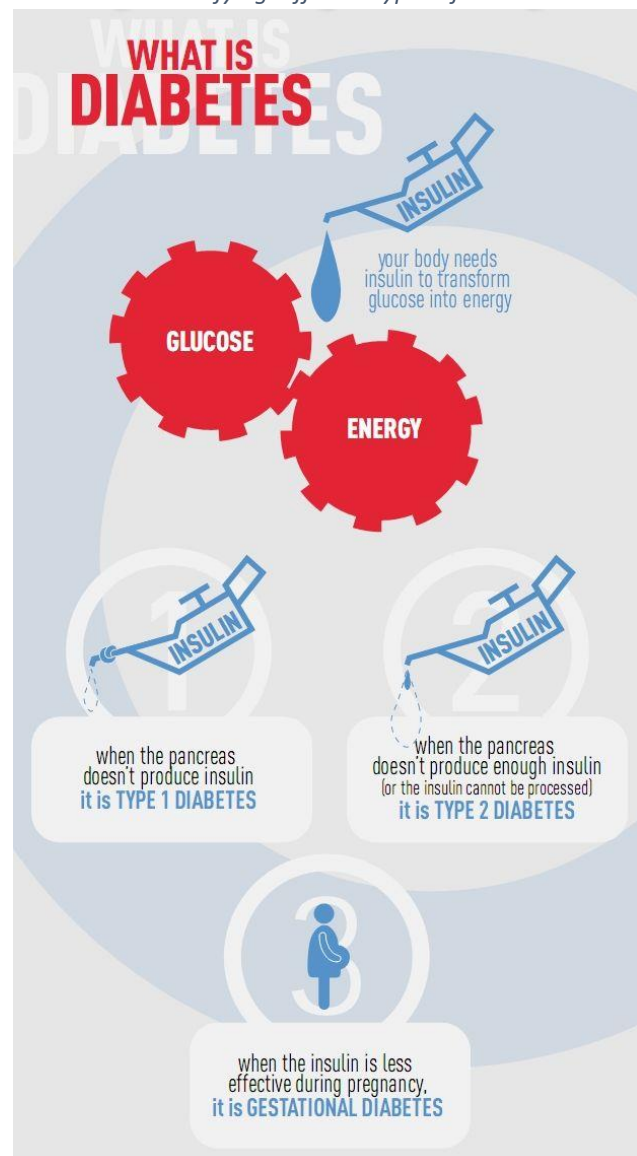 WHAT IS
DIABETES
INSULIN
your body needs
insulin to transform
glucose into energy
GLUCOSE
ENERGY
1
INSULIN
when the pancreas
doesn't produce insulin
it is TYPE 1 DIABETES
2
INSULIN
when the pancreas
doesn't produce enough insulin
(or the insulin cannot be processed)
it is TYPE 2 DIABETES
3
when the insulin is less
effective during pregnancy,
it is GESTATIONAL DIABETES